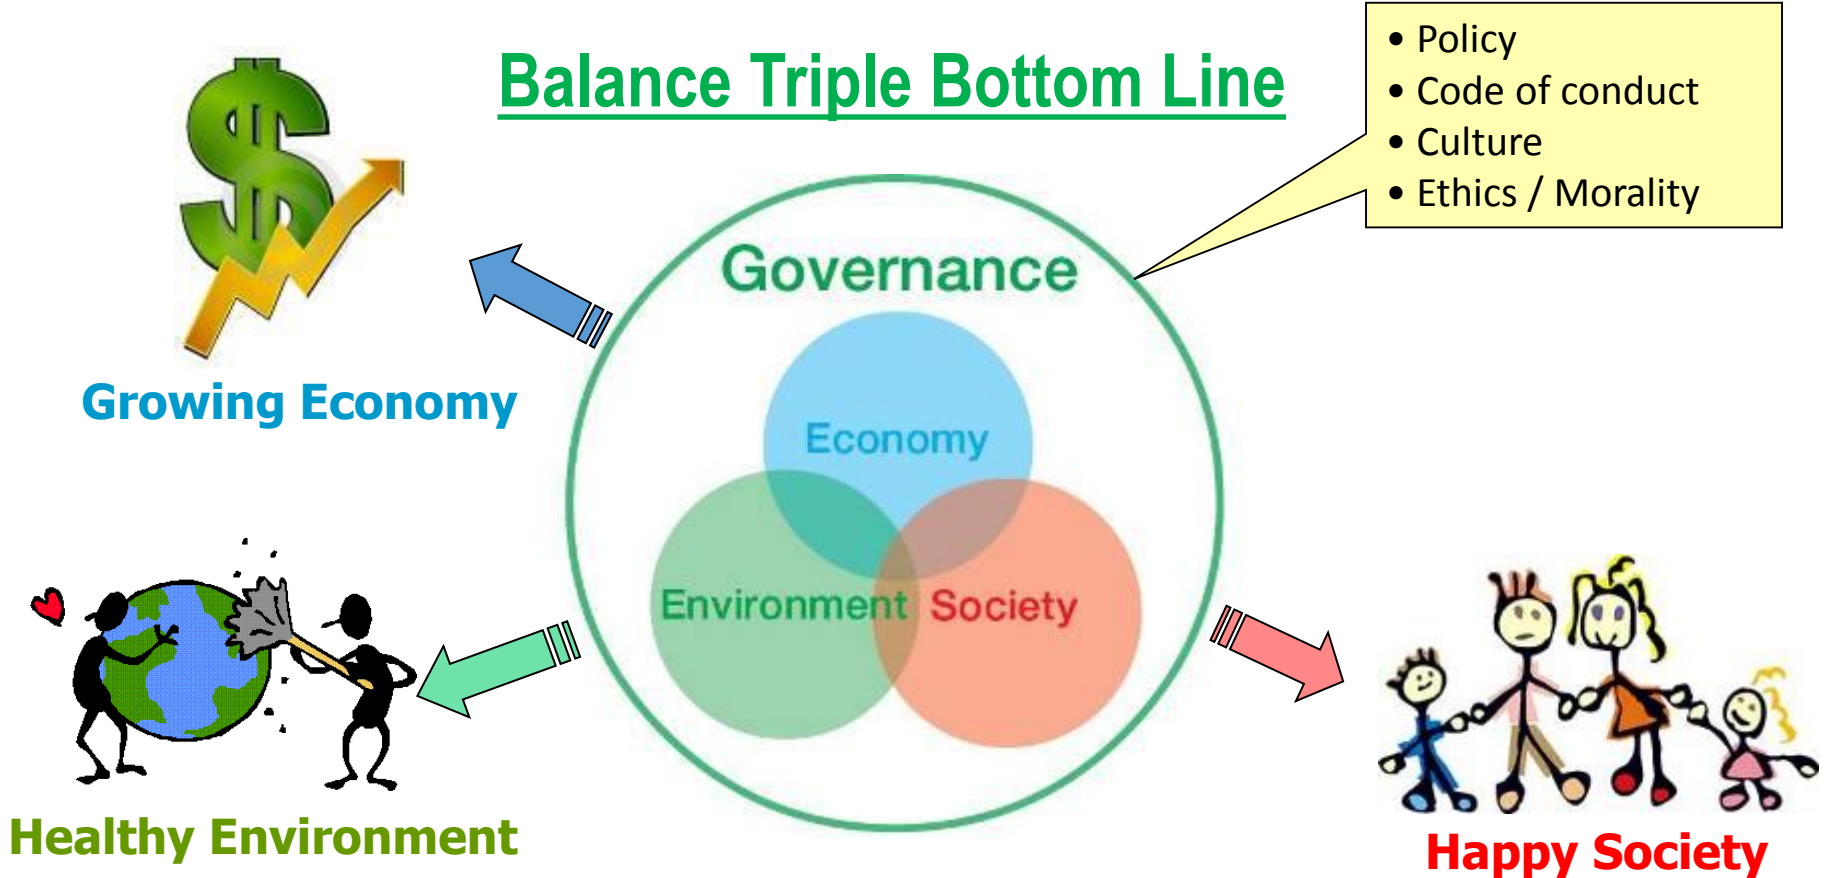 Balance Triple Bottom Line
• Policy
• Code of conduct
• Culture
• Ethics / Morality
Governance
Growing Economy
Economy
Environment
Society
Healthy Environment
Happy Society